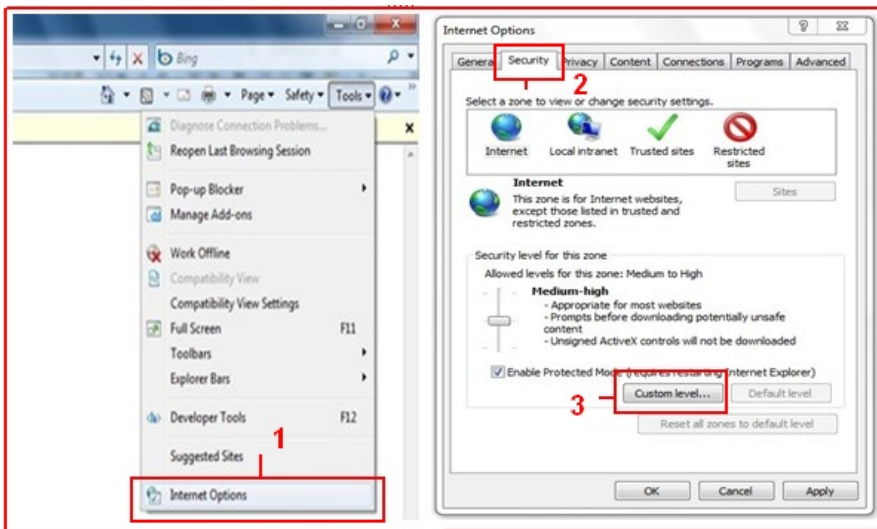 Bing
Page Safety Tools
Diagnose Connection Problems...
Reopen Last Browsing Session
Pop-up Blocker
Manage Add-ons
Work Offline
Compatibility View
Compatibility View Settings
Full Screen F11
Toolbars
Explorer Bars
Developer Tools F12
1
Suggested Sites
Internet Options
Internet Options
General Security Privacy Content Connections Programs Advanced
2
Select a zone to view or change security settings.
Internet Local intranet Trusted sites Restricted
sites
Internet
This zone is for Internet websites,
except those listed in trusted and
restricted zones.
Sites
Security level for this zone
Allowed levels for this zone: Medium to High
Medium-high
- Appropriate for most websites
- Prompts before downloading potentially unsafe
content
- Unsigned ActiveX controls will not be downloaded
Enable Protected Mode (requires restarting Internet Explorer)
3
Custom level... Default level
Reset all zones to default level
OK Cancel Apply